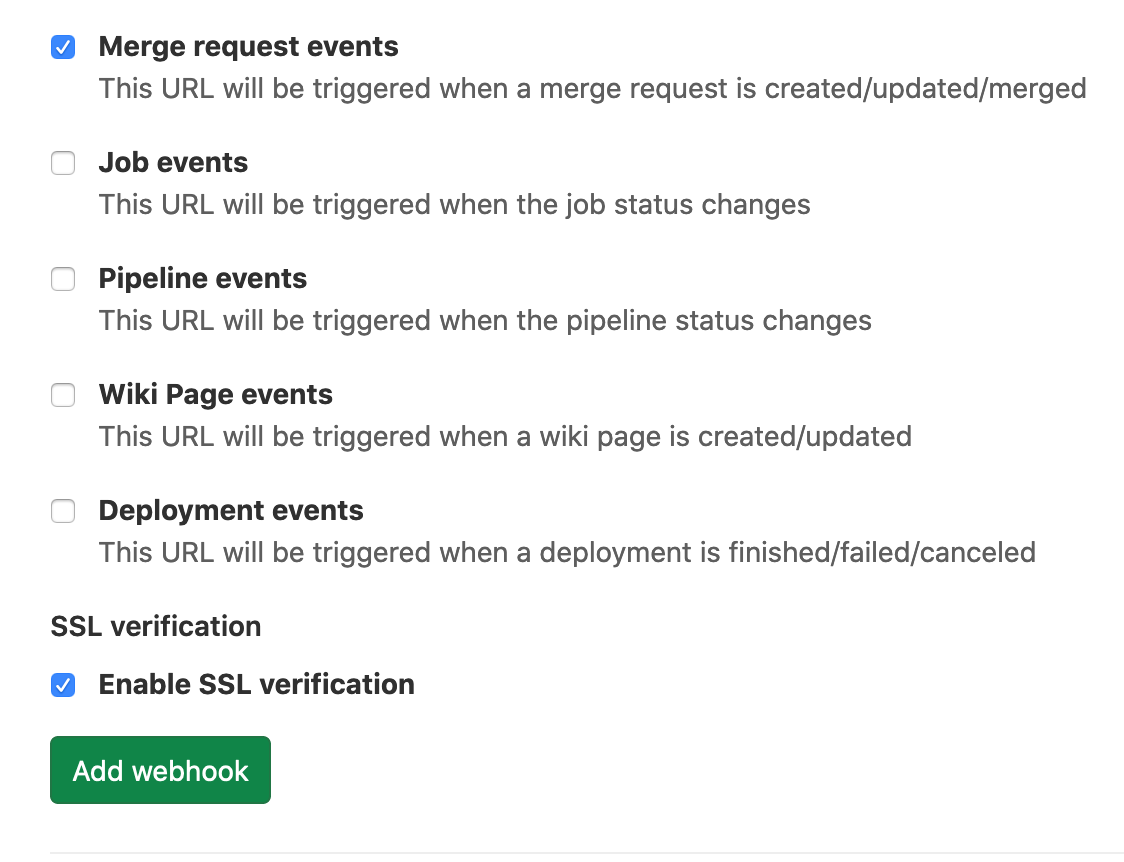 Merge request events
This URL will be triggered when a merge request is created/updated/merged
Job events
This URL will be triggered when the job status changes
Pipeline events
This URL will be triggered when the pipeline status changes
Wiki Page events
This URL will be triggered when a wiki page is created/updated
Deployment events
This URL will be triggered when a deployment is finished/failed/canceled
SSL verification
Enable SSL verification
Add webhook